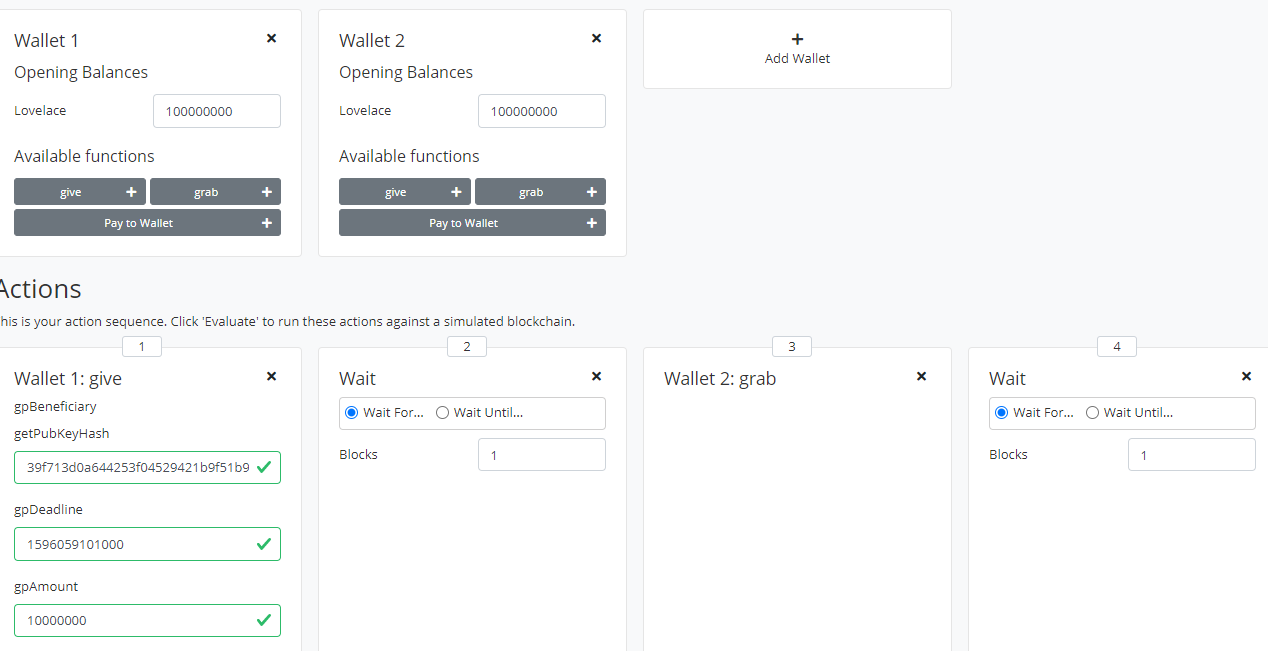 Wallet 1
Opening Balances
Lovelace 100000000
Available functions
give grab
Pay to Wallet
Wallet 2
Opening Balances
Lovelace 100000000
Available functions
give grab
Pay to Wallet
Add Wallet
Actions
his is your action sequence. Click 'Evaluate' to run these actions against a simulated blockchain.
1
Wallet 1: give
gpBeneficiary
getPubKeyHash
39f713d0a644253f04529421b9f51b9
gpDeadline
1596059101000
gpAmount
10000000
2
Wait
Wait For... Wait Until...
Blocks 1
3
Wallet 2: grab
4
Wait
Wait For... Wait Until...
Blocks 1